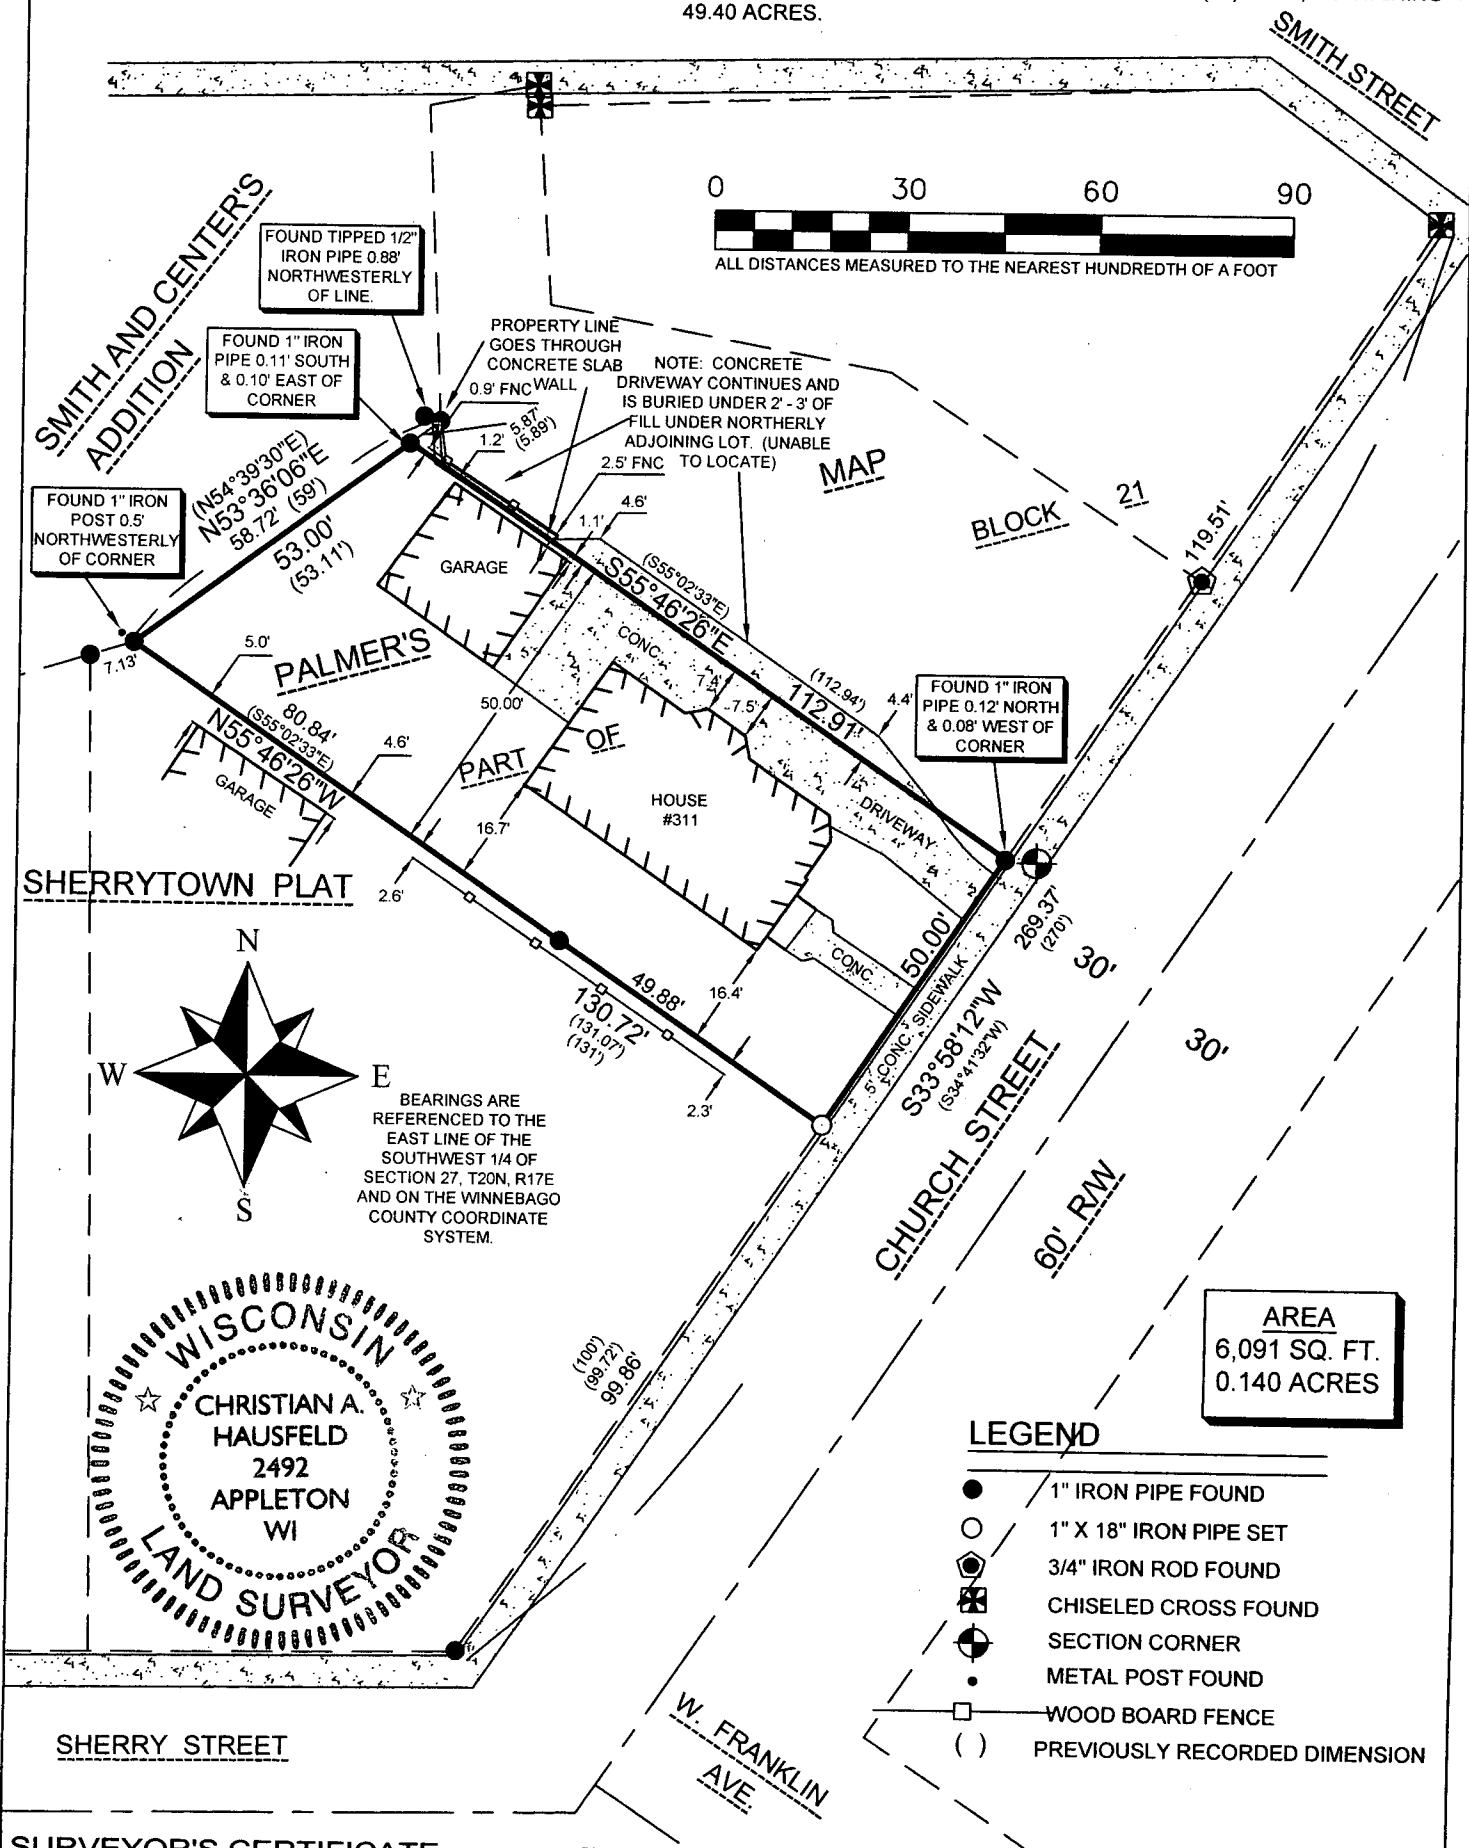 49.40 ACRES.
SMITH STREET
0 30 60 90
ALL DISTANCES MEASURED TO THE NEAREST HUNDREDTH OF A FOOT
SMITH AND CENTER'S
ADDITION
FOUND TIPPED 1/2"
IRON PIPE 0.88'
NORTHWESTERLY
OF LINE.
FOUND 1" IRON
PIPE 0.11' SOUTH
& 0.10' EAST OF
CORNER
PROPERTY LINE
GOES THROUGH
CONCRETE SLAB
WALL
0.9' FNC
5.87'
(5.89')
1.2'
NOTE: CONCRETE
DRIVEWAY CONTINUES AND
IS BURIED UNDER 2' - 3' OF
FILL UNDER NORTHERLY
ADJOINING LOT. (UNABLE
TO LOCATE)
2.5' FNC
4.6'
1.1'
MAP
BLOCK 21
119.51'
FOUND 1" IRON
POST 0.5'
NORTHWESTERLY
OF CORNER
(N54°39'30"E)
N53°36'06"E
58.72' (59')
53.00'
(53.11')
GARAGE
(S55°02'33"E)
S55°46'26"E
(112.94')
112.91'
CONC.
7.4'
7.5'
4.4'
FOUND 1" IRON
PIPE 0.12' NORTH
& 0.08' WEST OF
CORNER
7.13'
5.0'
PALMER'S
50.00'
PART OF
80.84'
(S55°02'33"E)
N55°46'26"W
4.6'
GARAGE
HOUSE
#311
DRIVEWAY
16.7'
SHERRYTOWN PLAT
2.6'
CONC.
50.00'
5' CONC. SIDEWALK
269.37'
(270')
S33°58'12"W
(S34°41'32"W)
30'
30'
49.88'
130.72'
(131.07')
(131')
16.4'
2.3'
N
W
E
S
BEARINGS ARE
REFERENCED TO THE
EAST LINE OF THE
SOUTHWEST 1/4 OF
SECTION 27, T20N, R17E
AND ON THE WINNEBAGO
COUNTY COORDINATE
SYSTEM.
CHURCH STREET
60' R/W
WISCONSIN
CHRISTIAN A.
HAUSFELD
2492
APPLETON
WI
LAND SURVEYOR
(100')
(99.72')
99.86'
AREA
6,091 SQ. FT.
0.140 ACRES
LEGEND
1" IRON PIPE FOUND
1" X 18" IRON PIPE SET
3/4" IRON ROD FOUND
CHISELED CROSS FOUND
SECTION CORNER
METAL POST FOUND
WOOD BOARD FENCE
( ) PREVIOUSLY RECORDED DIMENSION
SHERRY STREET
W. FRANKLIN
AVE.
SURVEYOR'S CERTIFICATE